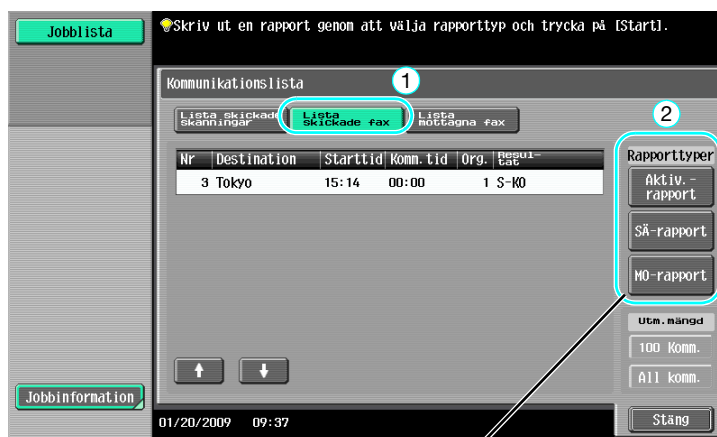 Jobblista
Skriv ut en rapport genom att välja rapporttyp och trycka på [Start].
Kommunikationslista
1
Lista skickade
skanningar
Lista
skickade fax
Lista
mottagna fax
2
Nr Destination Starttid Komm.tid Org. Resul-
tat
3 Tokyo 15:14 00:00 1 S-KO
Rapporttyper
Aktiv.-
rapport
SÄ-rapport
MO-rapport
Utm.mängd
100 Komm.
All komm.
Jobbinformation
01/20/2009 09:37
Stäng